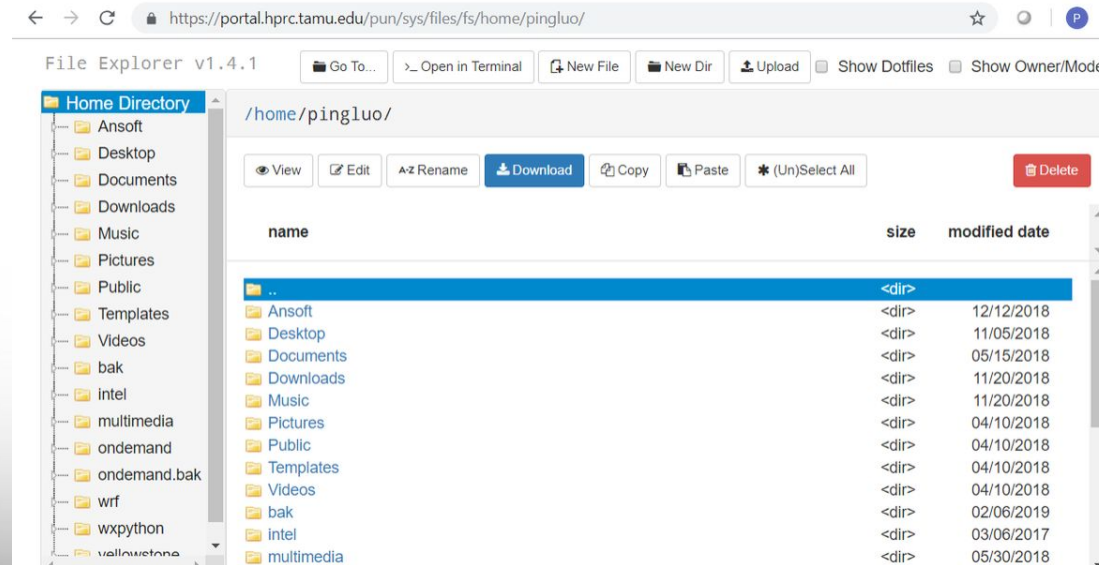 https://portal.hprc.tamu.edu/pun/sys/files/fs/home/pingluo/
P
File Explorer v1.4.1
Go To...
>_ Open in Terminal
New File
New Dir
Upload
Show Dotfiles
Show Owner/Mode
Home Directory
Ansoft
Desktop
Documents
Downloads
Music
Pictures
Public
Templates
Videos
bak
intel
multimedia
ondemand
ondemand.bak
wrf
wxpython
yellowstone
/home/pingluo/
View
Edit
A-Z Rename
Download
Copy
Paste
✱ (Un)Select All
Delete
name size modified date
.. <dir>
Ansoft <dir> 12/12/2018
Desktop <dir> 11/05/2018
Documents <dir> 05/15/2018
Downloads <dir> 11/20/2018
Music <dir> 11/20/2018
Pictures <dir> 04/10/2018
Public <dir> 04/10/2018
Templates <dir> 04/10/2018
Videos <dir> 04/10/2018
bak <dir> 02/06/2019
intel <dir> 03/06/2017
multimedia <dir> 05/30/2018